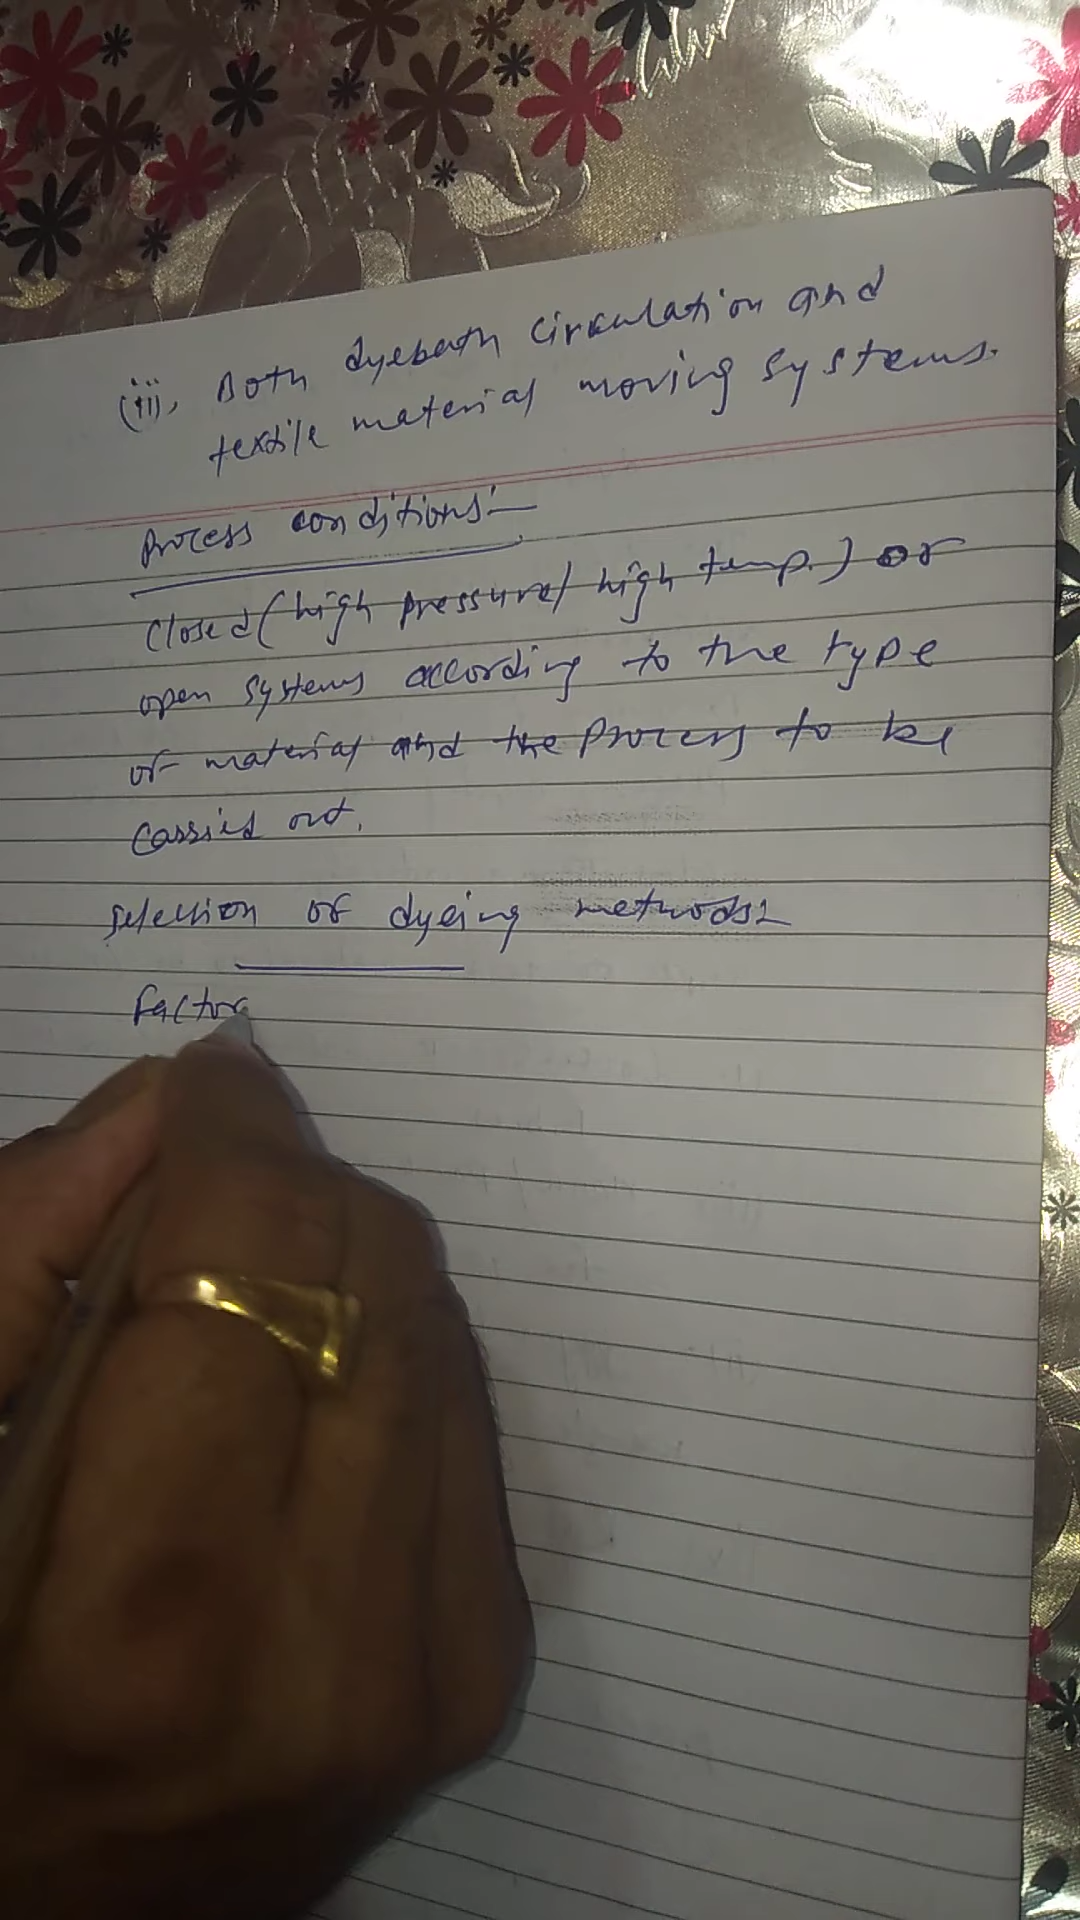 (iii), Both dyebath circulation and
textile material moving systems.
Process conditions:-
Closed (high pressure/high temp.) or
open systems according to the type
of material and the process to be
carried out.
Selection of dyeing methods:-
Factor